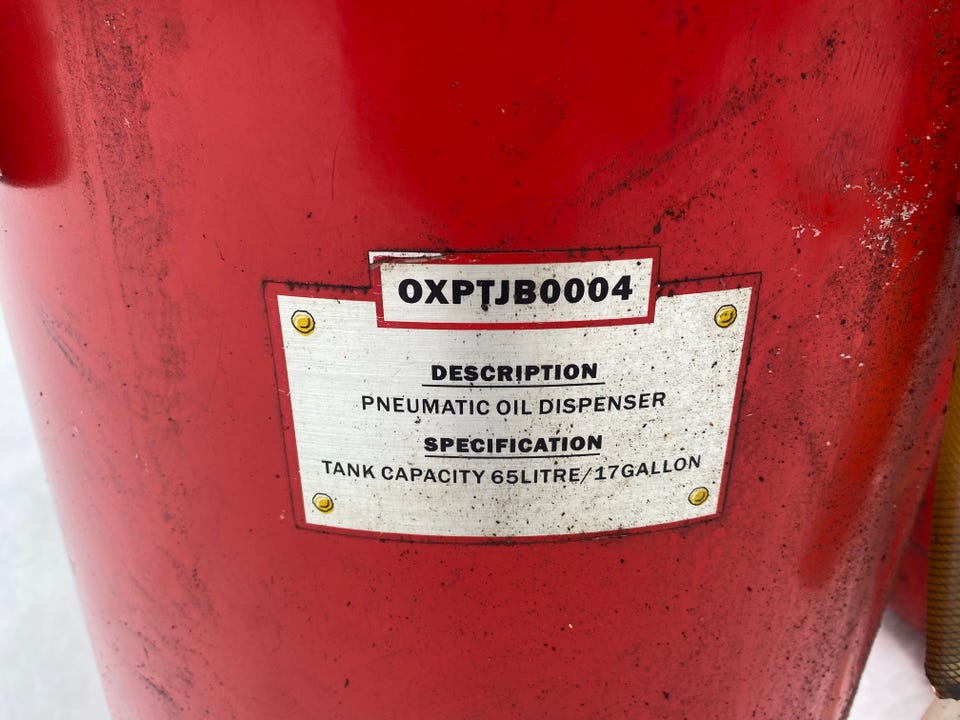 OXPTJB0004
DESCRIPTION
PNEUMATIC OIL DISPENSER
SPECIFICATION
TANK CAPACITY 65LITRE/17GALLON